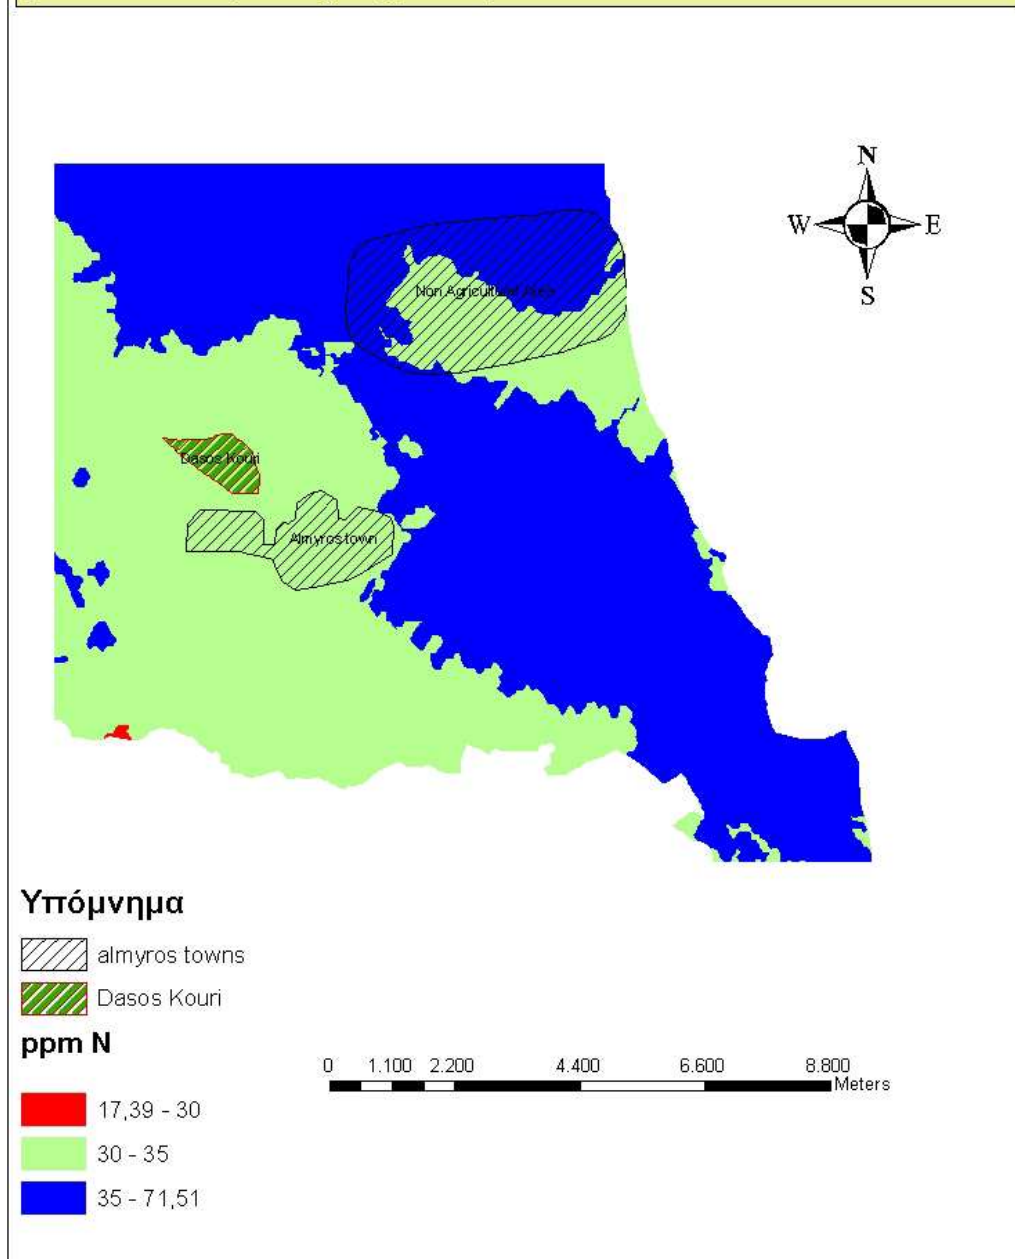 N
W E
S
Non Agricultural Area
Dasos Kouri
Almyros town
Υπόμνημα
almyros towns
Dasos Kouri
ppm N
0 1.100 2.200 4.400 6.600 8.800
Meters
17,39 - 30
30 - 35
35 - 71,51